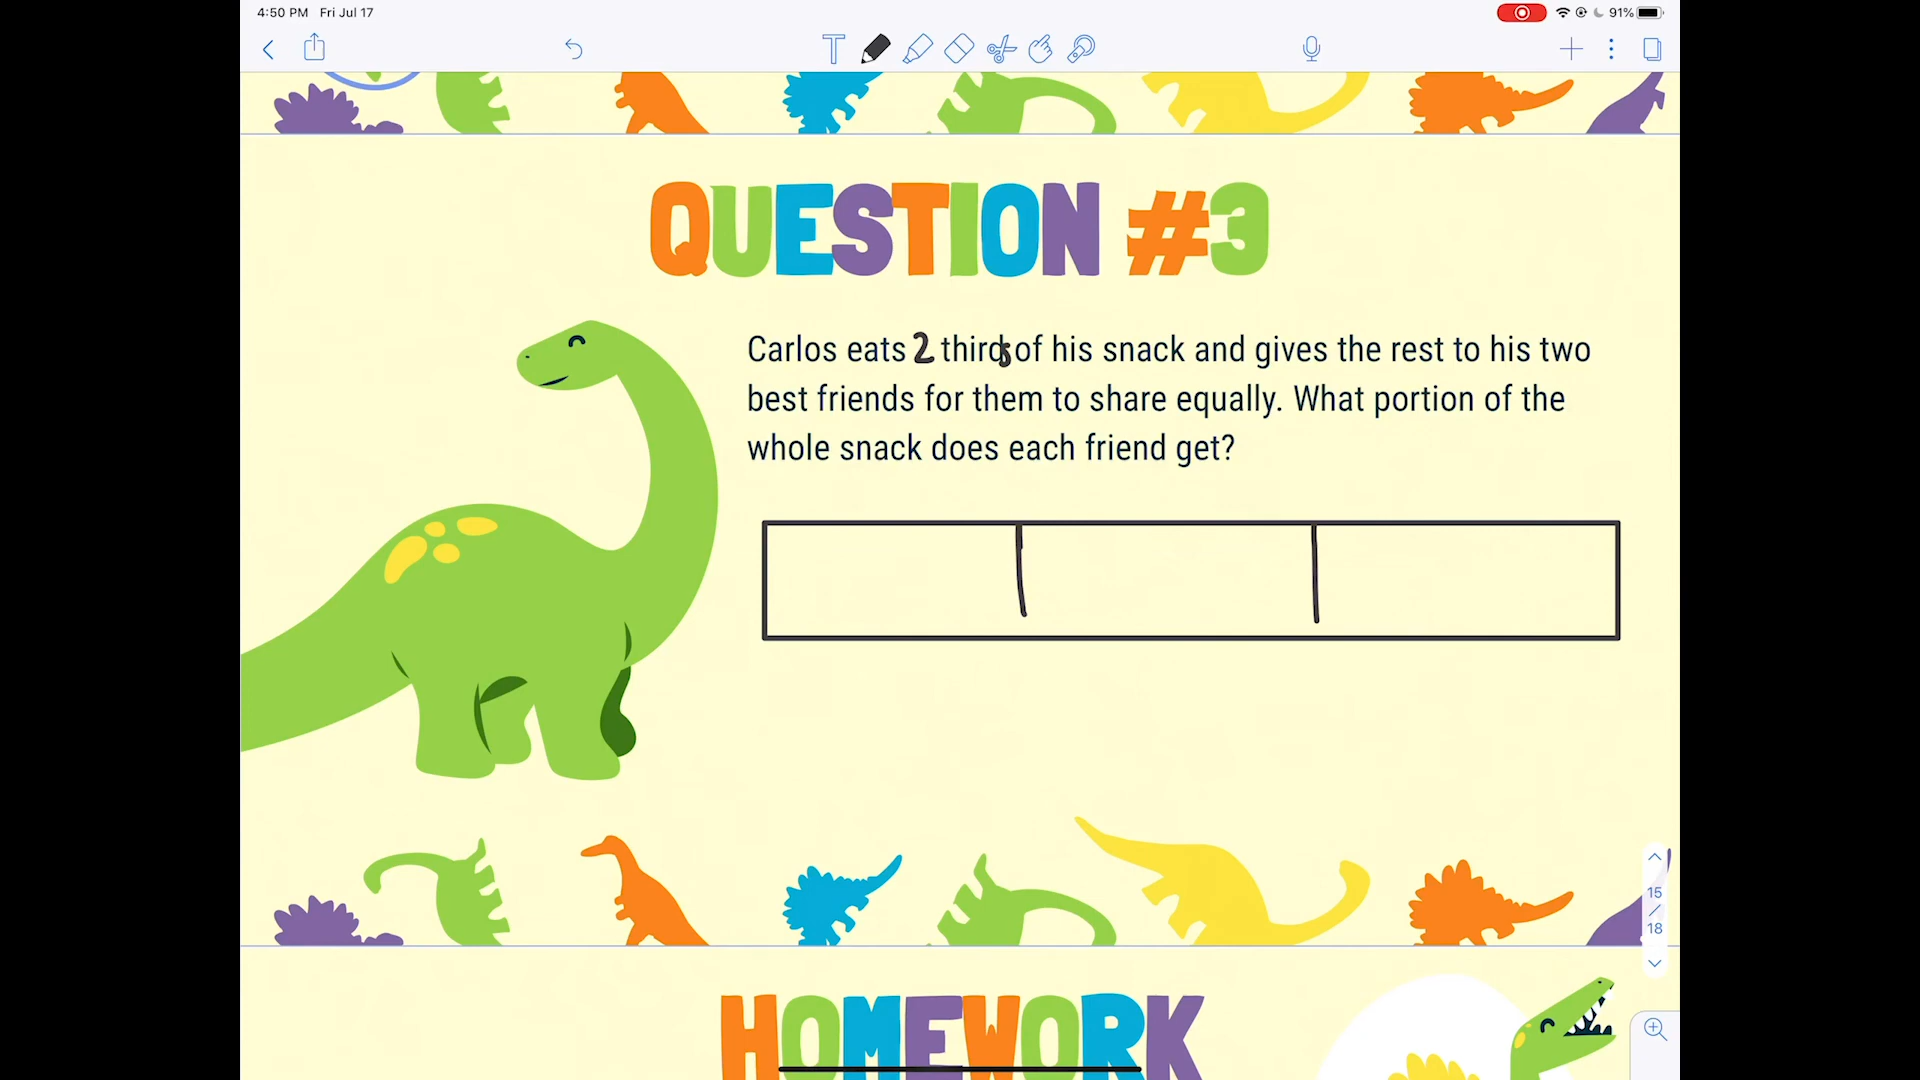 4:50 PM Fri Jul 17
91%
T
QUESTION #3
Carlos eats 2 thirds of his snack and gives the rest to his two
best friends for them to share equally. What portion of the
whole snack does each friend get?
15
/
18
HOMEWORK